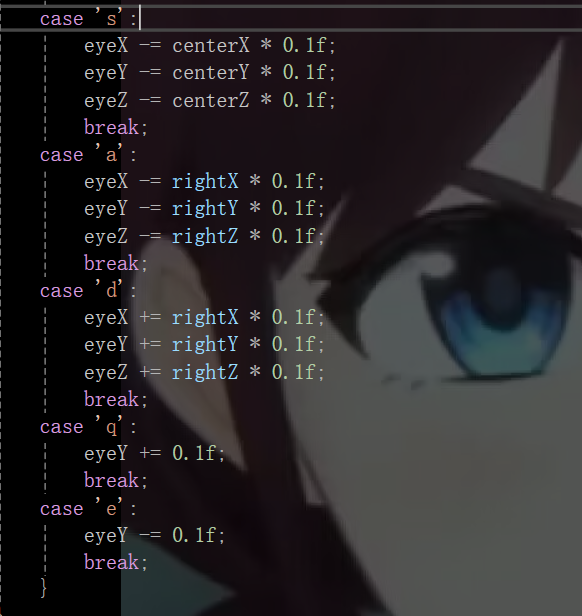 case 's':
eyeX -= centerX * 0.1f;
eyeY -= centerY * 0.1f;
eyeZ -= centerZ * 0.1f;
break;
case 'a':
eyeX -= rightX * 0.1f;
eyeY -= rightY * 0.1f;
eyeZ -= rightZ * 0.1f;
break;
case 'd':
eyeX += rightX * 0.1f;
eyeY += rightY * 0.1f;
eyeZ += rightZ * 0.1f;
break;
case 'q':
eyeY += 0.1f;
break;
case 'e':
eyeY -= 0.1f;
break;
}